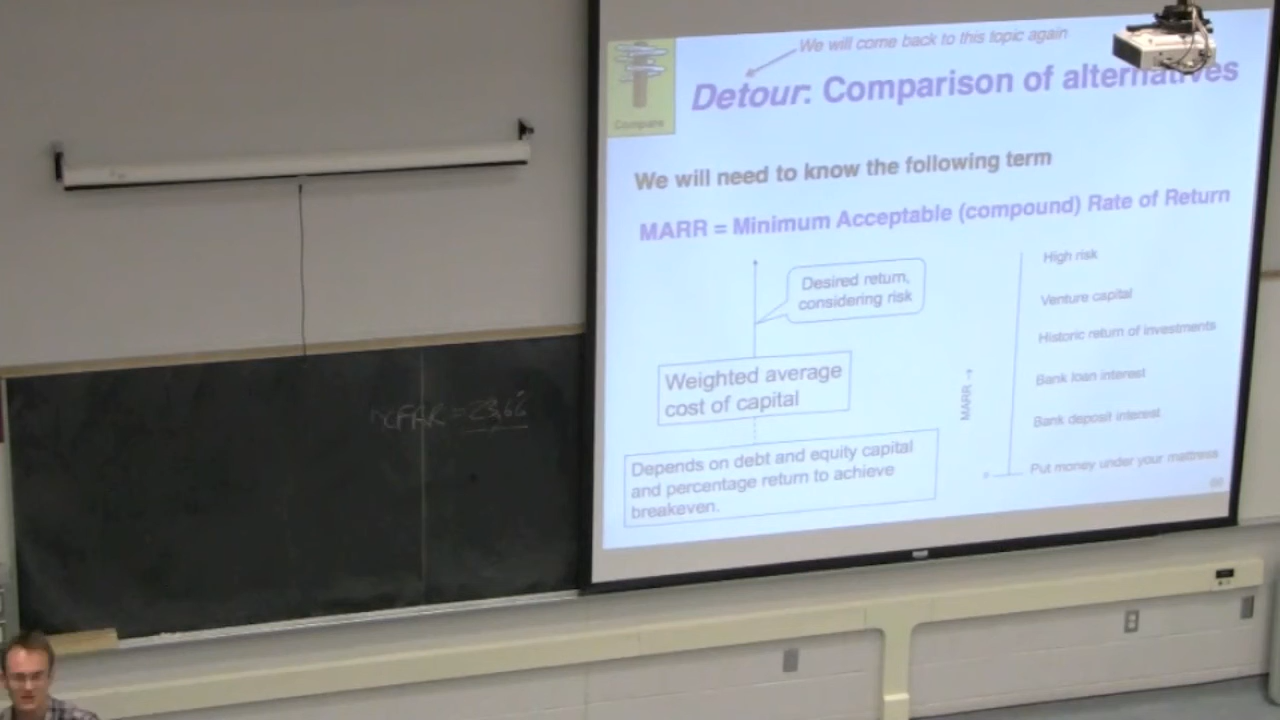 We will come back to this topic again
Detour: Comparison of alternatives
Compare
We will need to know the following term
MARR = Minimum Acceptable (compound) Rate of Return
Desired return,
considering risk
Weighted average
cost of capital
Depends on debt and equity capital
and percentage return to achieve
breakeven.
MARR →
High risk
Venture capital
Historic return of investments
Bank loan interest
Bank deposit interest
Put money under your mattress